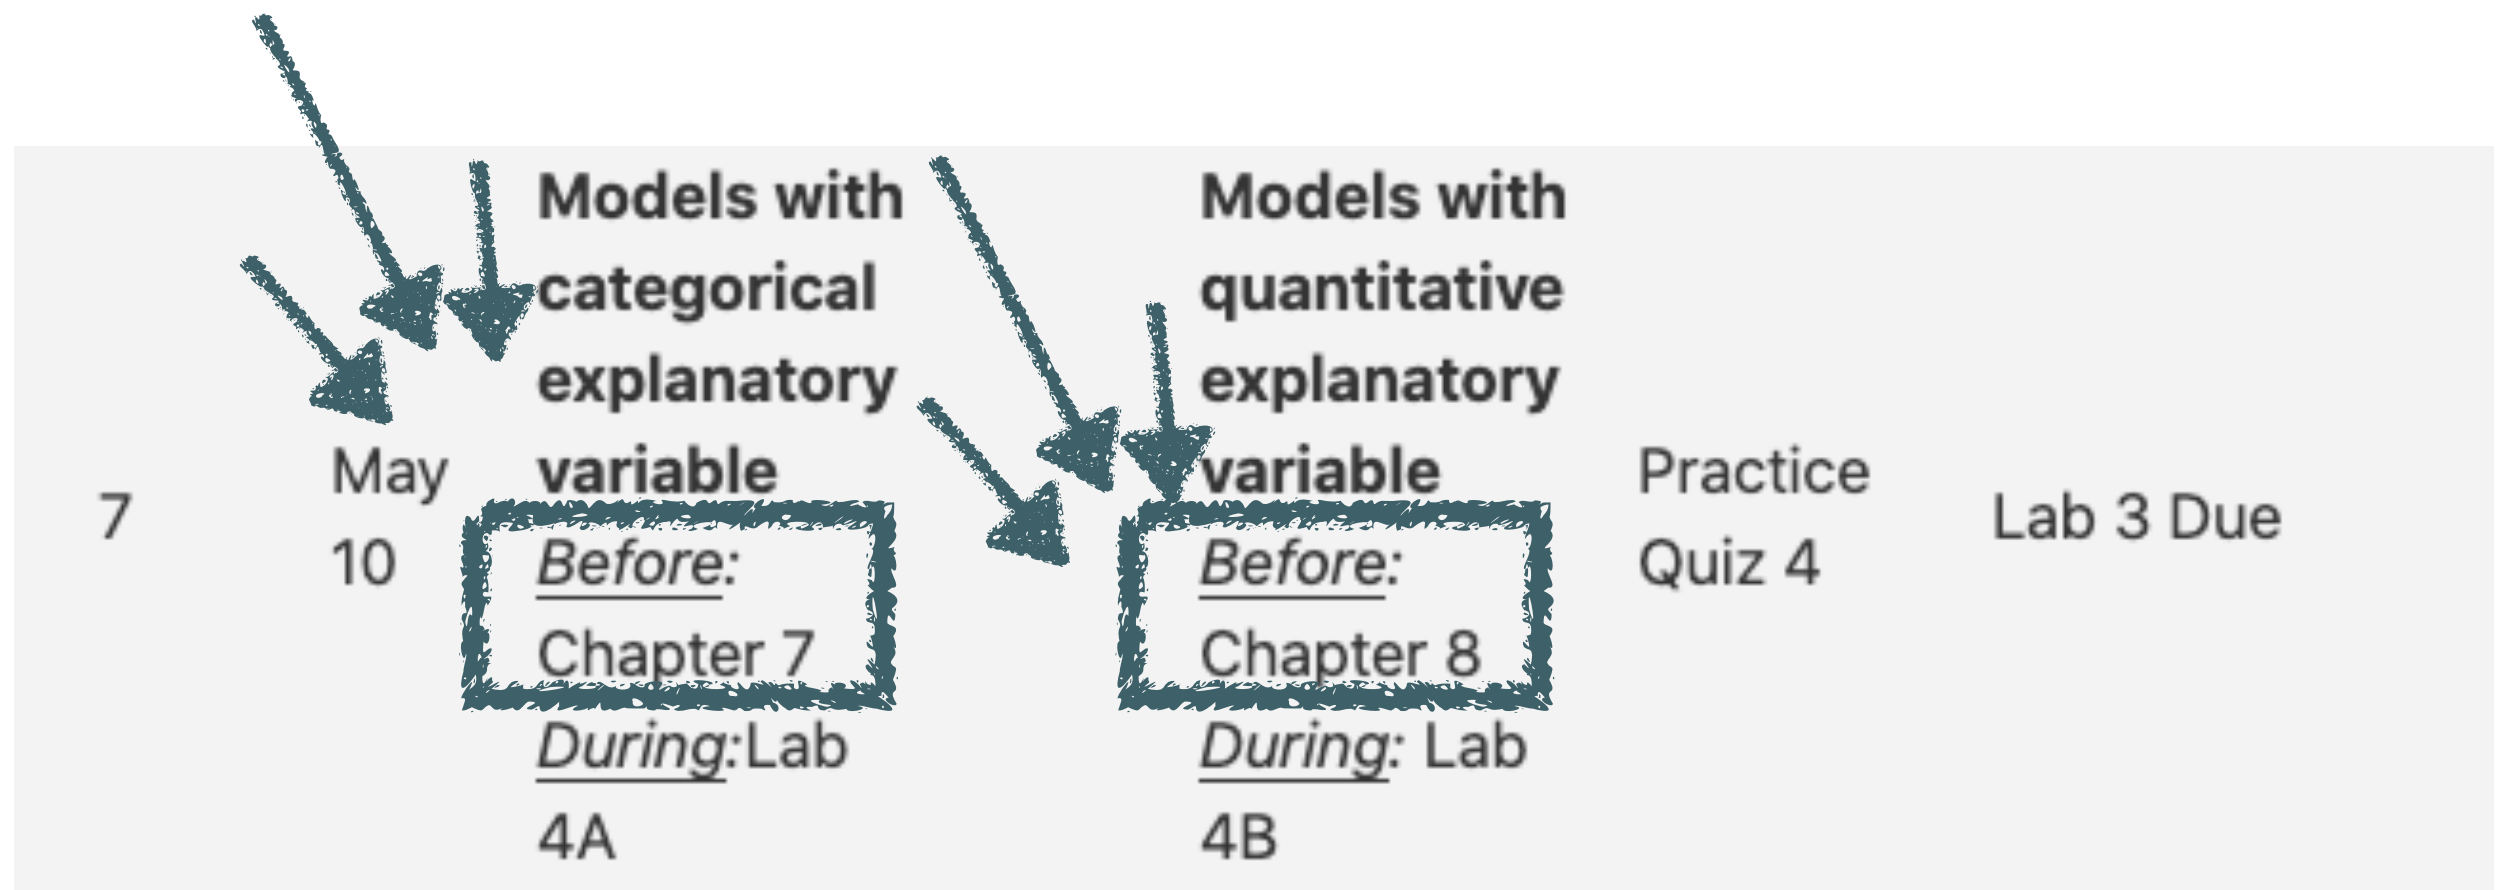 7
May
10
Models with
categorical
explanatory
variable
Before:
Chapter 7
During:Lab
4A
Models with
quantitative
explanatory
variable
Before:
Chapter 8
During: Lab
4B
Practice
Quiz 4
Lab 3 Due